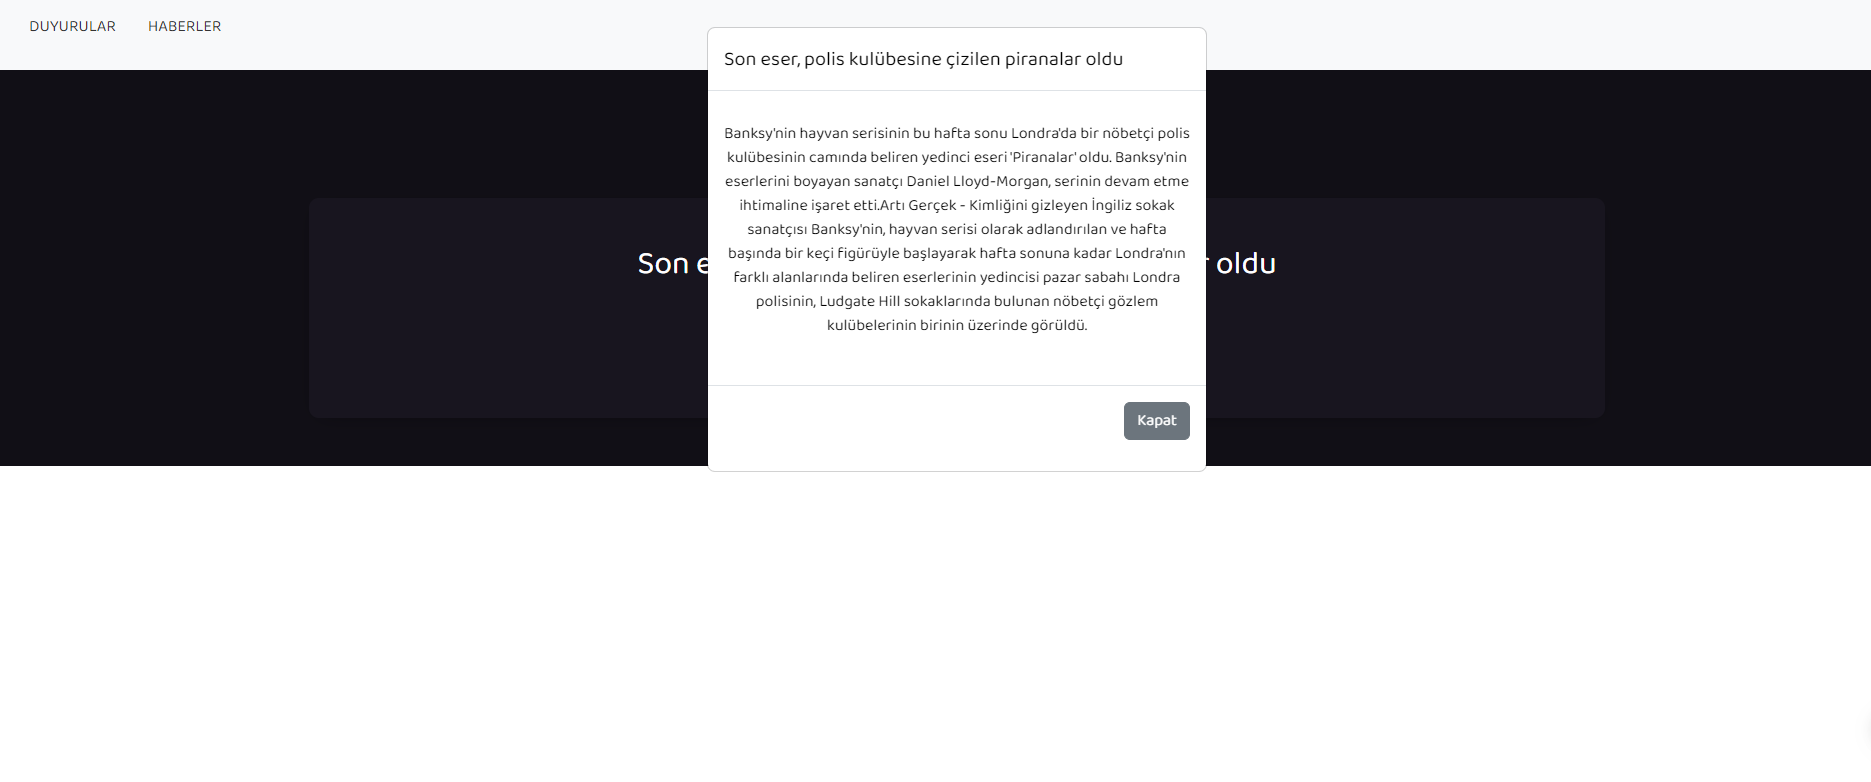 DUYURULAR HABERLER
Son eser, polis kulübesine çizilen piranalar oldu
Banksy'nin hayvan serisinin bu hafta sonu Londra'da bir nöbetçi polis
kulübesinin camında beliren yedinci eseri 'Piranalar' oldu. Banksy'nin
eserlerini boyayan sanatçı Daniel Lloyd-Morgan, serinin devam etme
ihtimaline işaret etti.Artı Gerçek - Kimliğini gizleyen İngiliz sokak
sanatçısı Banksy'nin, hayvan serisi olarak adlandırılan ve hafta
başında bir keçi figürüyle başlayarak hafta sonuna kadar Londra'nın
farklı alanlarında beliren eserlerinin yedincisi pazar sabahı Londra
polisinin, Ludgate Hill sokaklarında bulunan nöbetçi gözlem
kulübelerinin birinin üzerinde görüldü.
Son oldu
Kapat